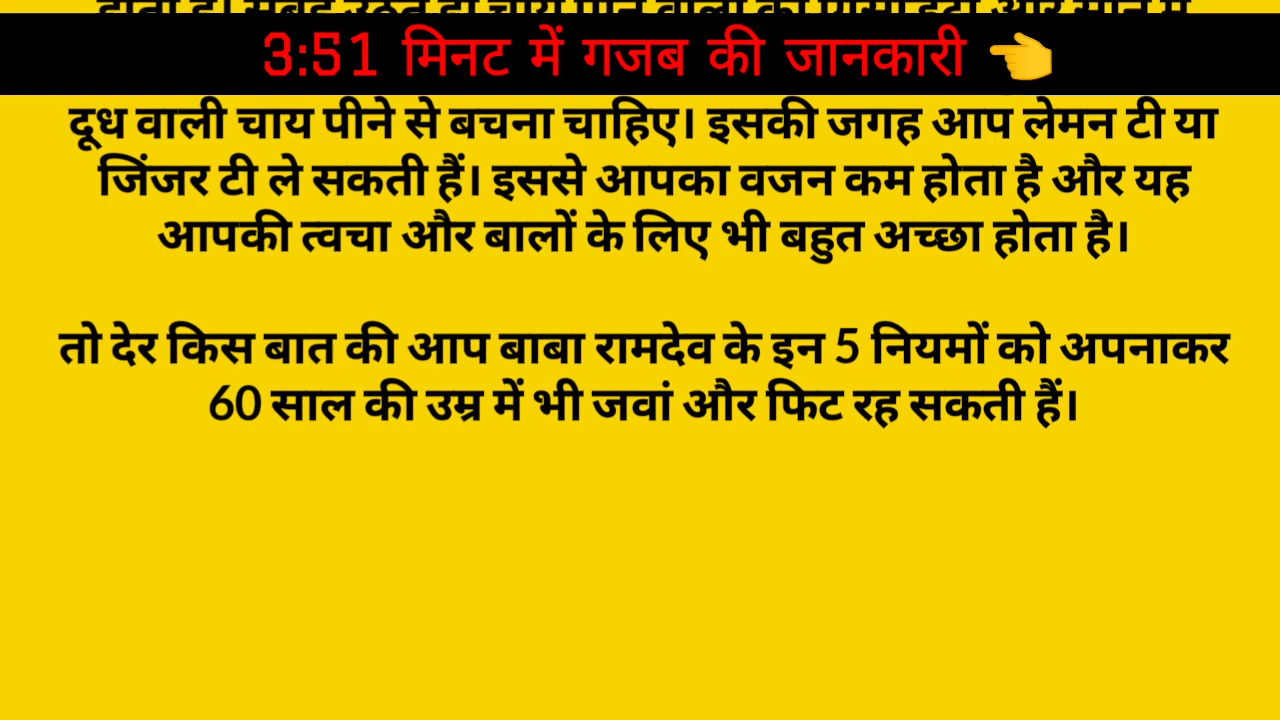 3:51 मिनट में गजब की जानकारी 👈
दूध वाली चाय पीने से बचना चाहिए। इसकी जगह आप लेमन टी या
जिंजर टी ले सकती हैं। इससे आपका वजन कम होता है और यह
आपकी त्वचा और बालों के लिए भी बहुत अच्छा होता है।
तो देर किस बात की आप बाबा रामदेव के इन 5 नियमों को अपनाकर
60 साल की उम्र में भी जवां और फिट रह सकती हैं।